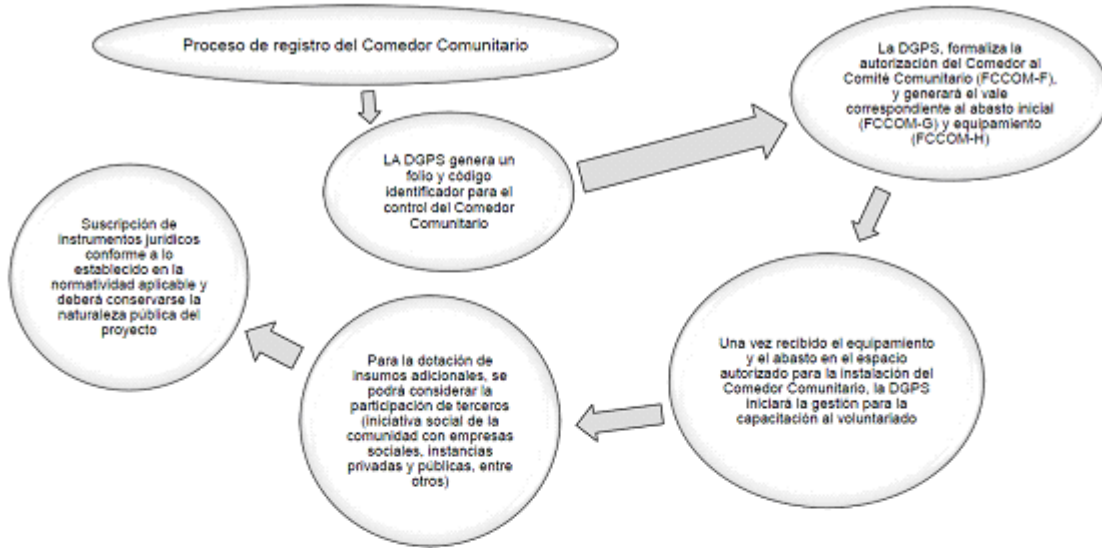 Proceso de registro del Comedor Comunitario
LA DGPS genera un
folio y código
identificador para el
control del Comedor
Comunitario
La DGPS, formaliza la
autorización del Comedor al
Comité Comunitario (FCCOM-F),
y generará el vale
correspondiente al abasto inicial
(FCCOM-G) y equipamiento
(FCCOM-H)
Una vez recibido el equipamiento
y el abasto en el espacio
autorizado para la instalación del
Comedor Comunitario, la DGPS
iniciará la gestión para la
capacitación al voluntariado
Para la dotación de
insumos adicionales, se
podrá considerar la
participación de terceros
(iniciativa social de la
comunidad con empresas
sociales, instancias
privadas y públicas, entre
otros)
Suscripción de
instrumentos jurídicos
conforme a lo
establecido en la
normatividad aplicable y
deberá conservarse la
naturaleza pública del
proyecto